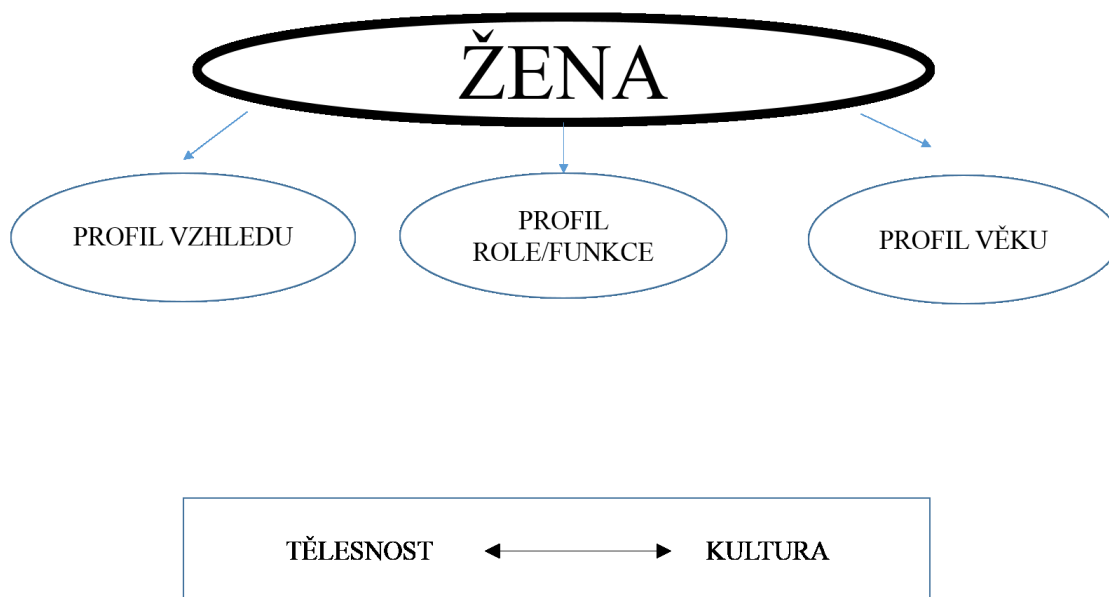 ŽENA
PROFIL VZHLEDU
PROFIL
ROLE/FUNKCE
PROFIL VĚKU
TĚLESNOST
KULTURA